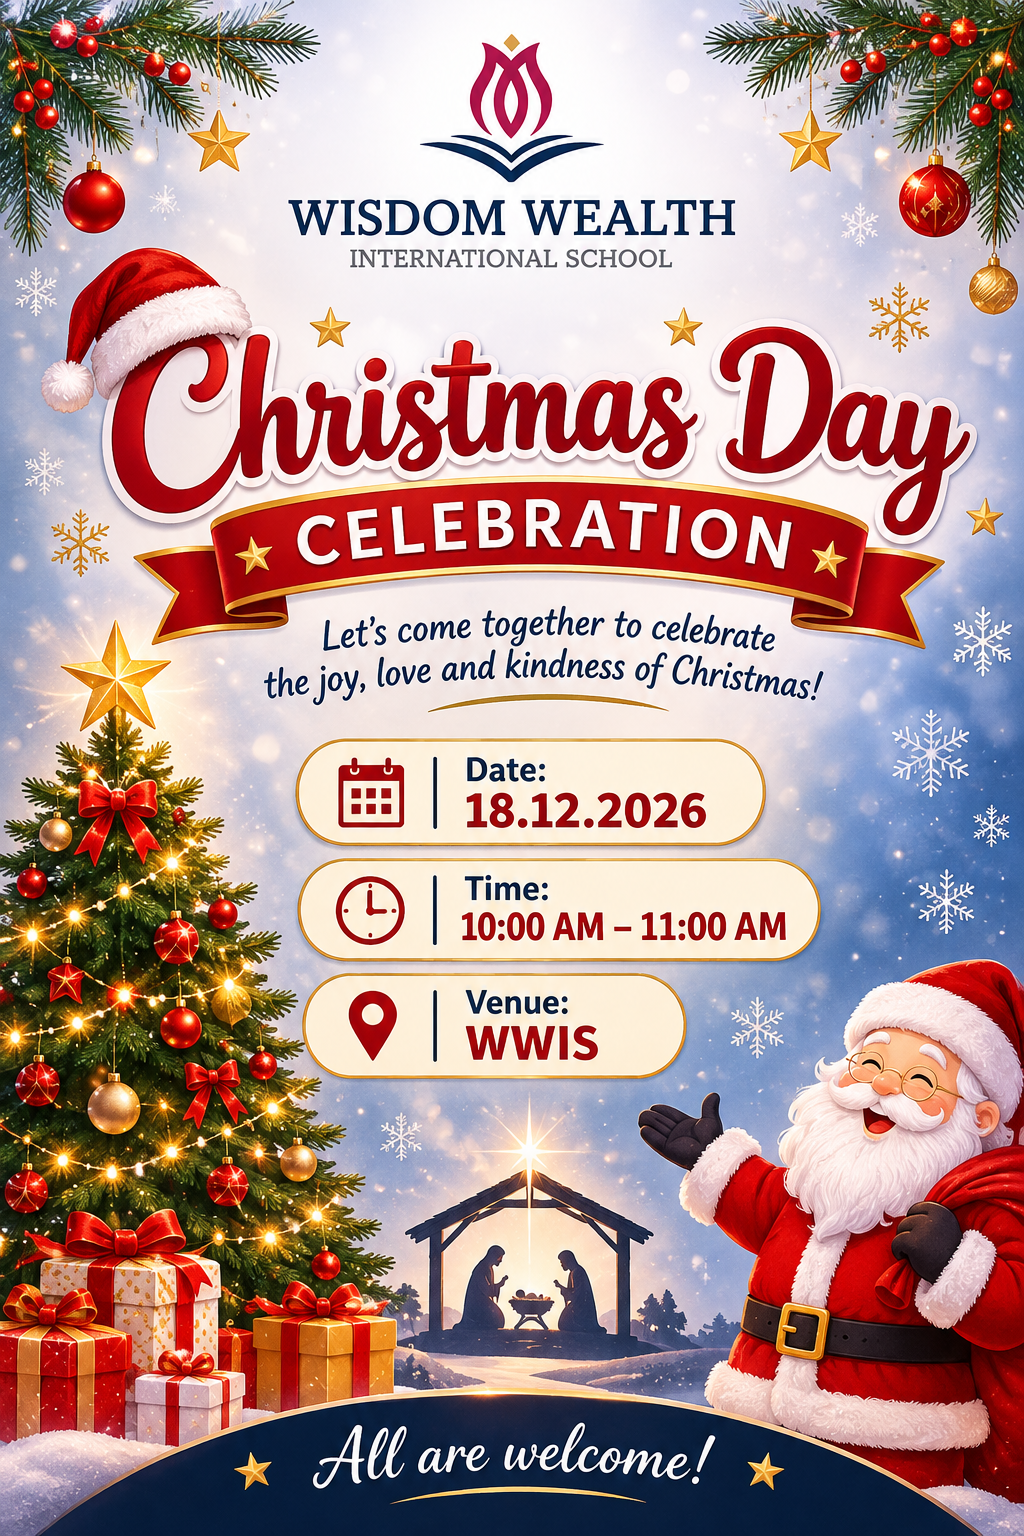 WISDOM WEALTH
INTERNATIONAL SCHOOL
Christmas Day
CELEBRATION
Let's come together to celebrate
the joy, love and kindness of Christmas!
Date:
18.12.2026
Time:
10:00 AM – 11:00 AM
Venue:
WWIS
All are welcome!